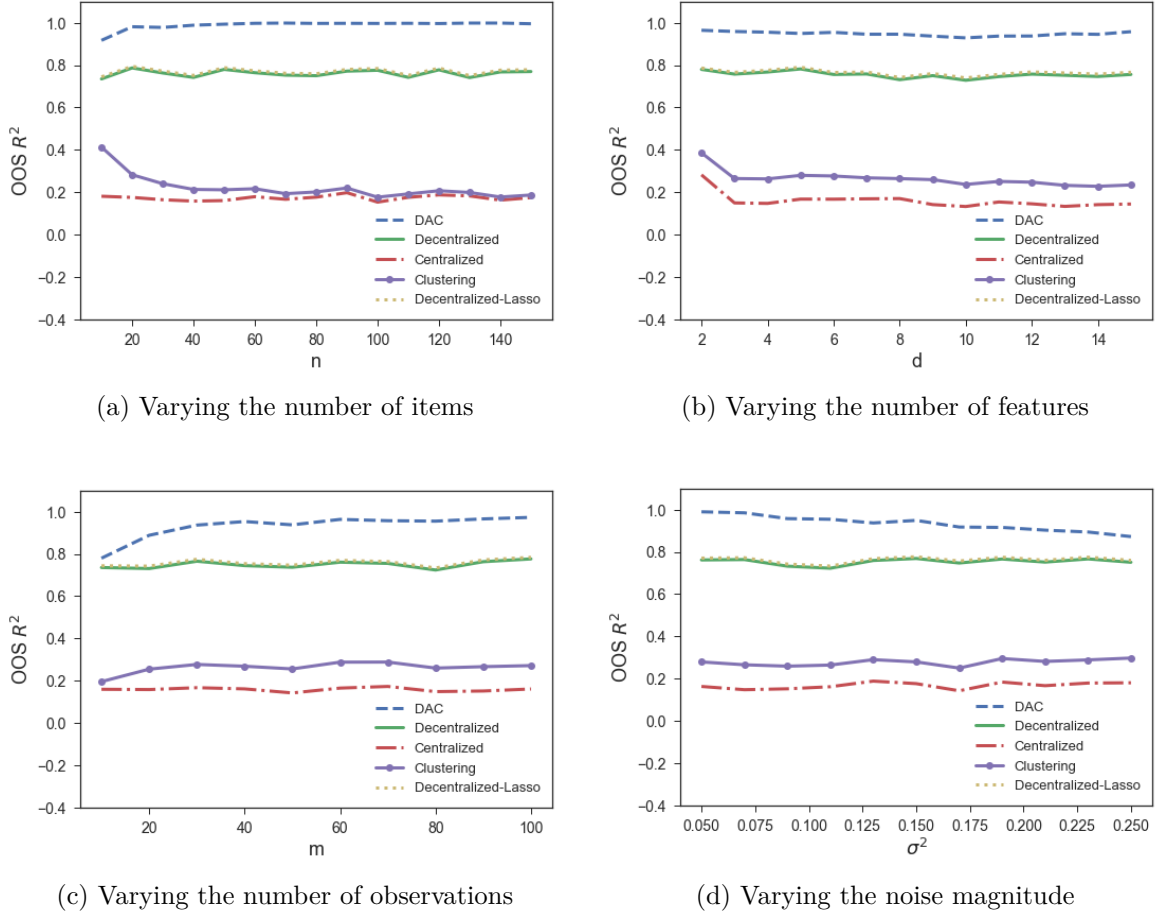 1.0
0.8
0.6
0.4
0.2
0.0
−0.2
−0.4
OOS R²
20 40 60 80 100 120 140
n
DAC
Decentralized
Centralized
Clustering
Decentralized-Lasso
(a) Varying the number of items
1.0
0.8
0.6
0.4
0.2
0.0
−0.2
−0.4
OOS R²
2 4 6 8 10 12 14
d
DAC
Decentralized
Centralized
Clustering
Decentralized-Lasso
(b) Varying the number of features
1.0
0.8
0.6
0.4
0.2
0.0
−0.2
−0.4
OOS R²
20 40 60 80 100
m
DAC
Decentralized
Centralized
Clustering
Decentralized-Lasso
(c) Varying the number of observations
1.0
0.8
0.6
0.4
0.2
0.0
−0.2
−0.4
OOS R²
0.050 0.075 0.100 0.125 0.150 0.175 0.200 0.225 0.250
σ²
DAC
Decentralized
Centralized
Clustering
Decentralized-Lasso
(d) Varying the noise magnitude